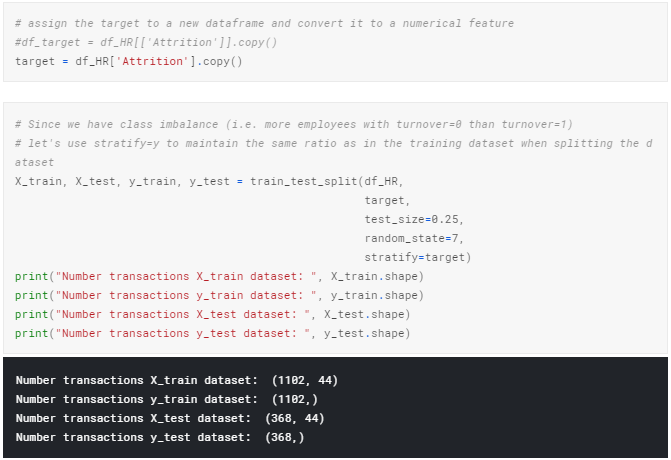 # assign the target to a new dataframe and convert it to a numerical feature
#df_target = df_HR[['Attrition']].copy()
target = df_HR['Attrition'].copy()
# Since we have class imbalance (i.e. more employees with turnover=0 than turnover=1)
# let's use stratify=y to maintain the same ratio as in the training dataset when splitting the d
ataset
X_train, X_test, y_train, y_test = train_test_split(df_HR,
target,
test_size=0.25,
random_state=7,
stratify=target)
print("Number transactions X_train dataset: ", X_train.shape)
print("Number transactions y_train dataset: ", y_train.shape)
print("Number transactions X_test dataset: ", X_test.shape)
print("Number transactions y_test dataset: ", y_test.shape)
Number transactions X_train dataset:  (1102, 44)
Number transactions y_train dataset:  (1102,)
Number transactions X_test dataset:  (368, 44)
Number transactions y_test dataset:  (368,)